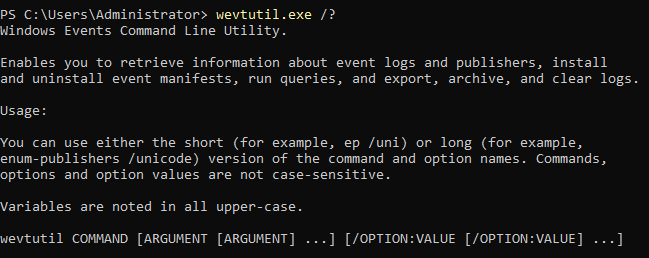 PS C:\Users\Administrator> wevtutil.exe /?
Windows Events Command Line Utility.
Enables you to retrieve information about event logs and publishers, install
and uninstall event manifests, run queries, and export, archive, and clear logs.
Usage:
You can use either the short (for example, ep /uni) or long (for example,
enum-publishers /unicode) version of the command and option names. Commands,
options and option values are not case-sensitive.
Variables are noted in all upper-case.
wevtutil COMMAND [ARGUMENT [ARGUMENT] ...] [/OPTION:VALUE [/OPTION:VALUE] ...]